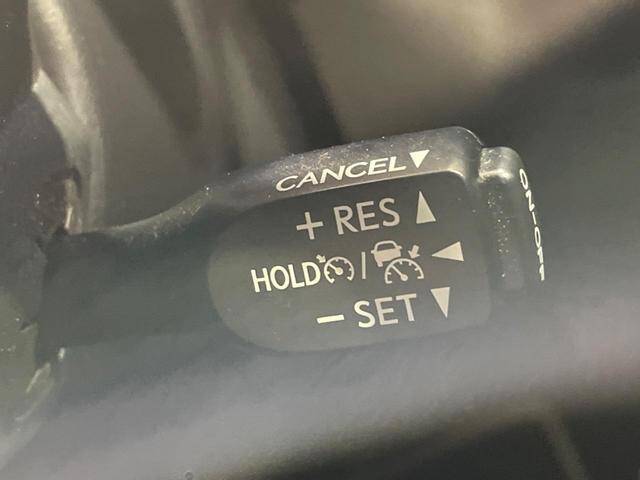 CANCEL▼
+ RES ▲
HOLD / ◀
− SET ▼
ON-OFF